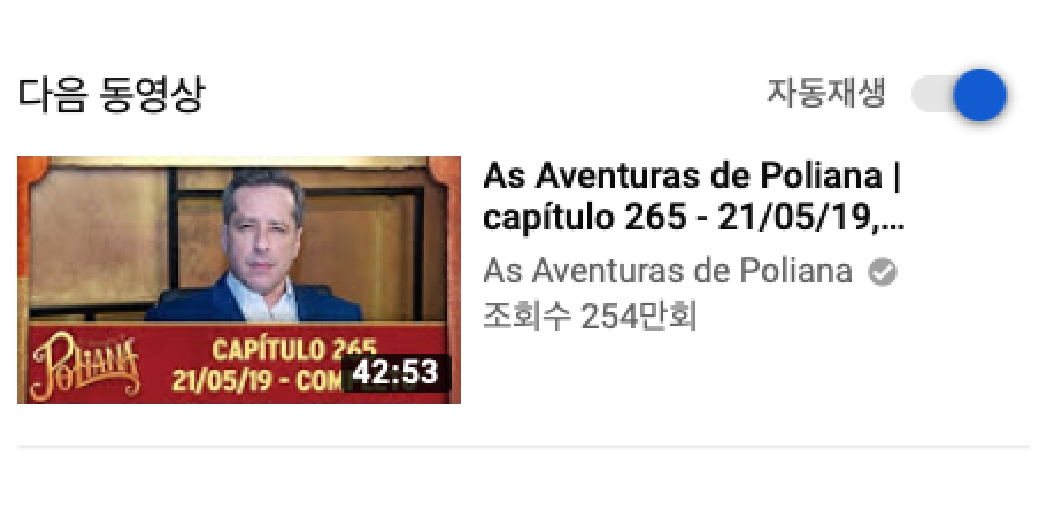 다음 동영상
자동재생
POLIANA
CAPÍTULO 265
21/05/19 - COM
42:53
As Aventuras de Poliana |
capítulo 265 - 21/05/19,...
As Aventuras de Poliana
조회수 254만회